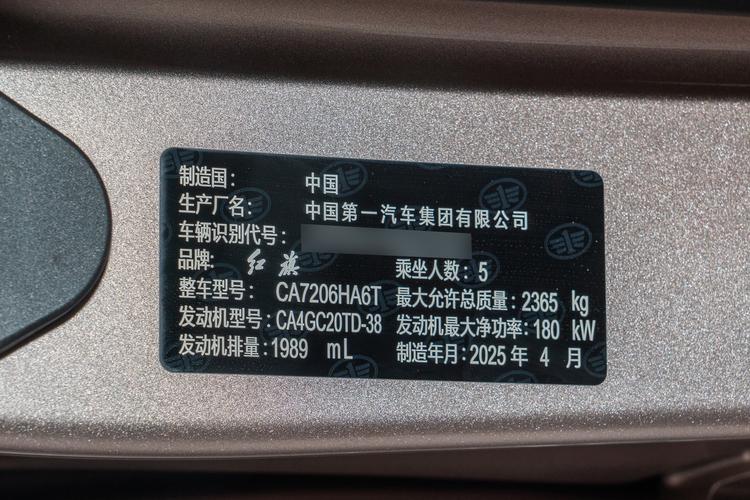 制造国： 中国
生产厂名： 中国第一汽车集团有限公司
车辆识别代号：
品牌: 红旗 乘坐人数：5
整车型号： CA7206HA6T 最大允许总质量：2365 kg
发动机型号：CA4GC20TD-38 发动机最大净功率：180 kW
发动机排量：1989 mL 制造年月：2025 年 4 月